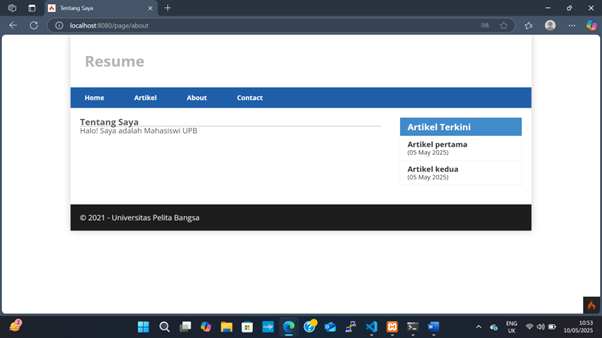 Tentang Saya
localhost:8080/page/about
Resume
Home Artikel About Contact
Tentang Saya
Halo! Saya adalah Mahasiswi UPB
Artikel Terkini
Artikel pertama
(05 May 2025)
Artikel kedua
(05 May 2025)
© 2021 - Universitas Pelita Bangsa
ENG
UK
10:53
10/05/2025